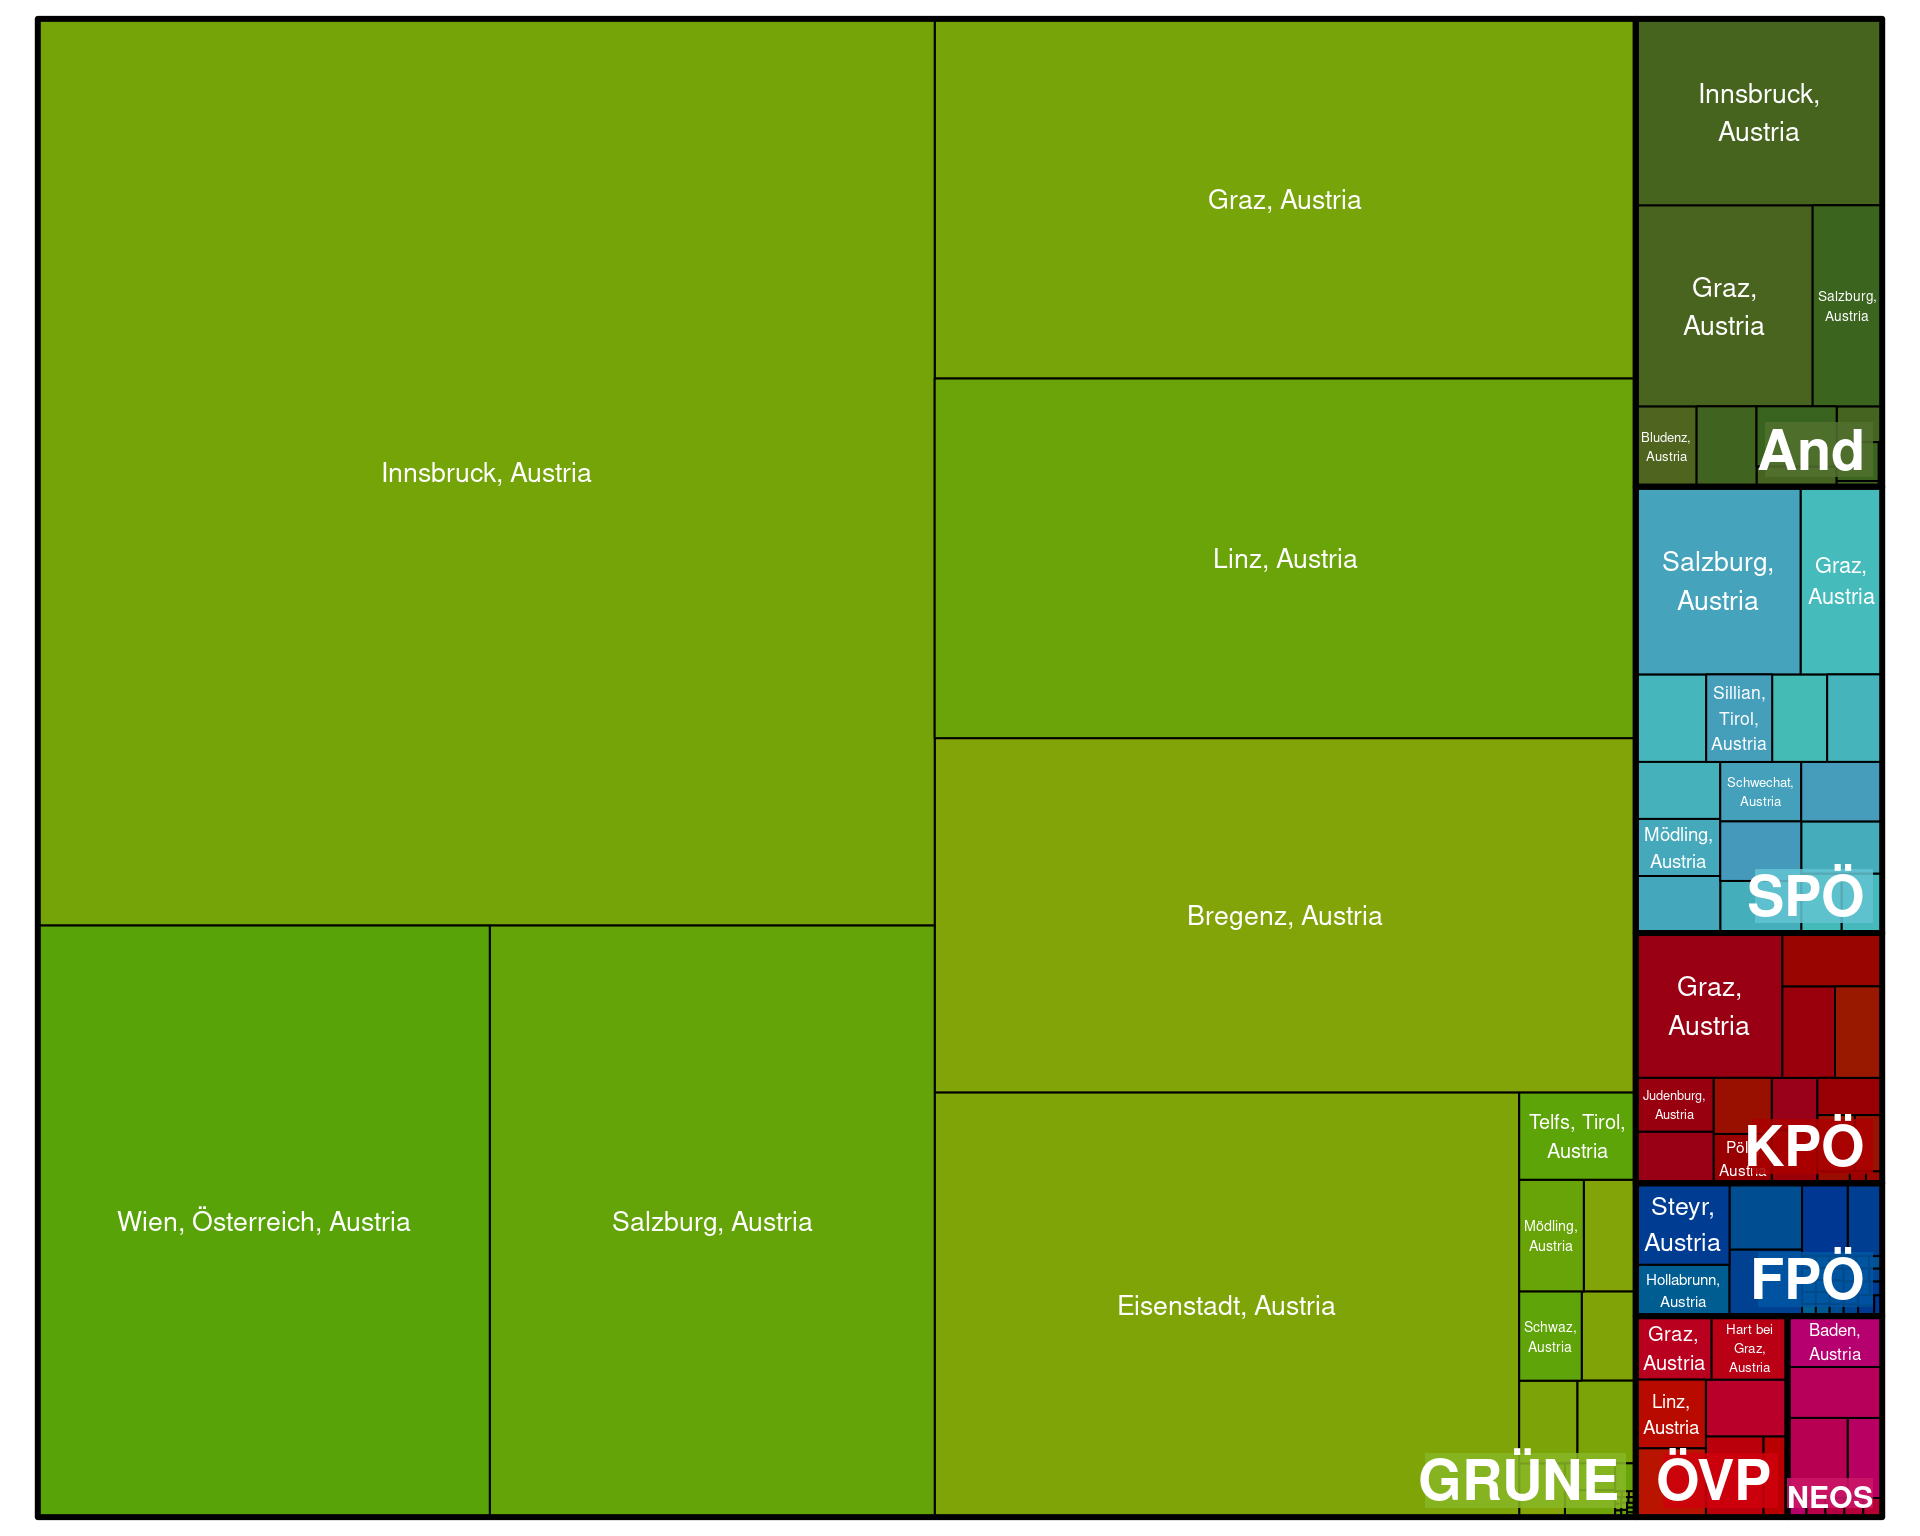 Innsbruck, Austria
Graz, Austria
Linz, Austria
Bregenz, Austria
Wien, Österreich, Austria
Salzburg, Austria
Eisenstadt, Austria
Telfs, Tirol,
Austria
Mödling,
Austria
Schwaz,
Austria
GRÜNE
Innsbruck,
Austria
Graz,
Austria
Salzburg,
Austria
Bludenz,
Austria
And
Salzburg,
Austria
Graz,
Austria
Sillian,
Tirol,
Austria
Schwechat,
Austria
Mödling,
Austria
SPÖ
Graz,
Austria
Judenburg,
Austria
Austria
KPÖ
Steyr,
Austria
Hollabrunn,
Austria
FPÖ
Graz,
Austria
Hart bei
Graz,
Austria
Linz,
Austria
ÖVP
Baden,
Austria
NEOS